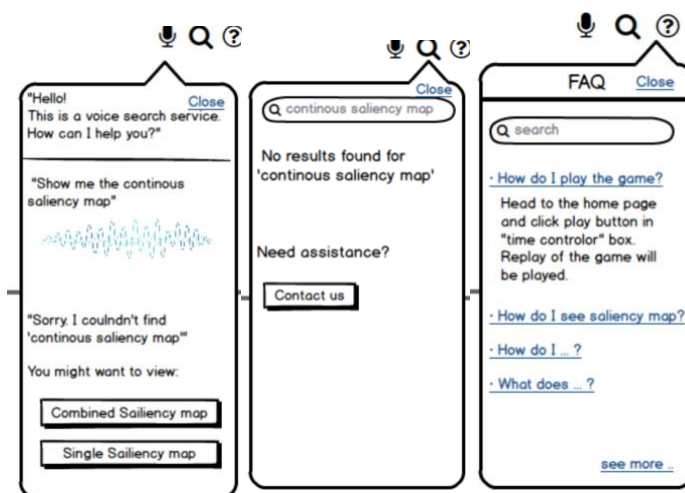 "Hello!
Close
This is a voice search service.
How can I help you?"
"Show me the continous
saliency map"
"Sorry. I coulndn't find
'continous saliency map'"
You might want to view:
Combined Sailiency map
Single Sailiency map
Close
continous saliency map
No results found for
'continous saliency map'
Need assistance?
Contact us
?
FAQ
Close
search
· How do I play the game?
Head to the home page
and click play button in
"time controlor" box.
Replay of the game will
be played.
· How do I see saliency map?
· How do I ... ?
· What does ... ?
see more ..